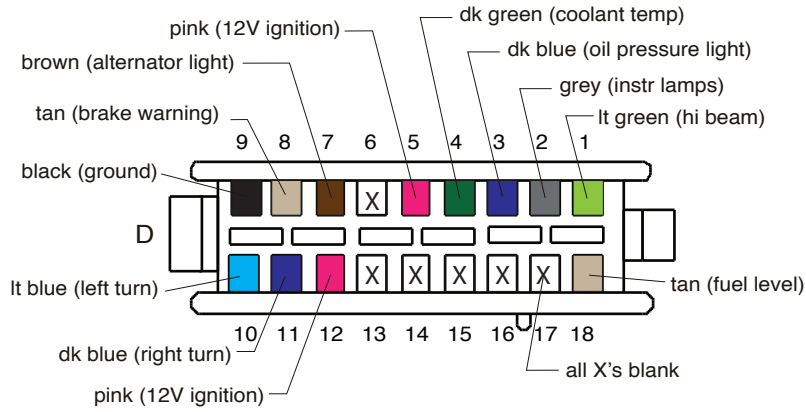 dk green (coolant temp)
pink (12V ignition)
dk blue (oil pressure light)
brown (alternator light)
grey (instr lamps)
tan (brake warning)
lt green (hi beam)
9 8 7 6 5 4 3 2 1
black (ground)
X
D
X X X X X
lt blue (left turn)
tan (fuel level)
10 11 12 13 14 15 16 17 18
dk blue (right turn)
all X's blank
pink (12V ignition)